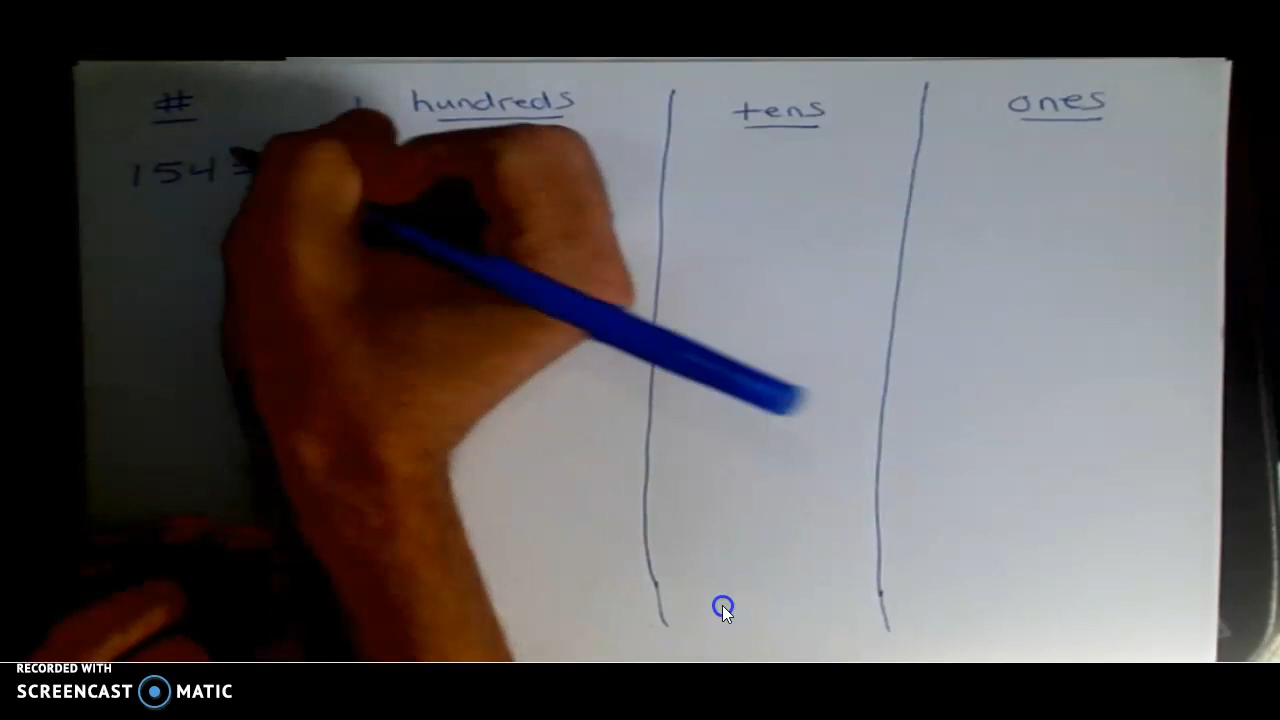 # hundreds tens ones
154 =
RECORDED WITH
SCREENCAST MATIC